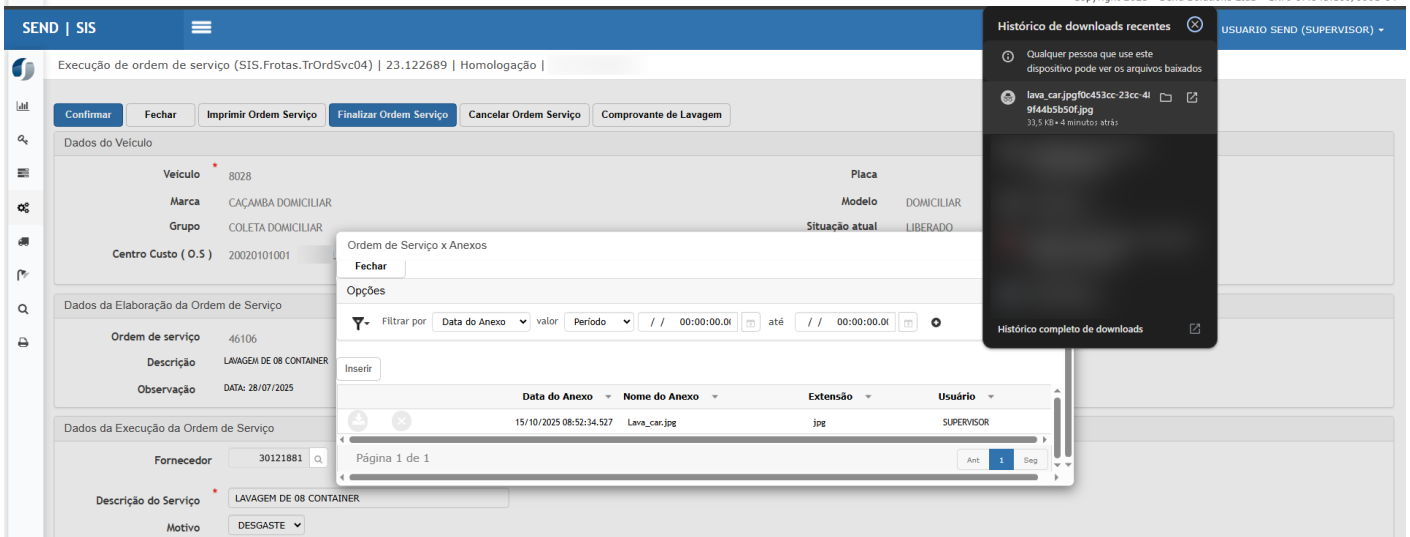 SEND | SIS
USUARIO SEND (SUPERVISOR)
Execução de ordem de serviço (SIS.Frotas.TrOrdSvc04) | 23.122689 | Homologação |
Confirmar Fechar Imprimir Ordem Serviço Finalizar Ordem Serviço Cancelar Ordem Serviço Comprovante de Lavagem
Dados do Veículo
Veículo * 8028 Placa
Marca CAÇAMBA DOMICILIAR Modelo DOMICILIAR
Grupo COLETA DOMICILIAR Situação atual LIBERADO
Centro Custo ( O.S ) 20020101001
Dados da Elaboração da Ordem de Serviço
Ordem de serviço 46106
Descrição LAVAGEM DE 08 CONTAINER
Observação DATA: 28/07/2025
Dados da Execução da Ordem de Serviço
Fornecedor 30121881
Descrição do Serviço * LAVAGEM DE 08 CONTAINER
Motivo DESGASTE
Ordem de Serviço x Anexos
Fechar
Opções
Filtrar por Data do Anexo valor Período / / 00:00:00.0 até / / 00:00:00.0
Inserir
Data do Anexo Nome do Anexo Extensão Usuário
15/10/2025 08:52:34.527 Lava_car.jpg jpg SUPERVISOR
Página 1 de 1 Ant 1 Seg
Histórico de downloads recentes
Qualquer pessoa que use este
dispositivo pode ver os arquivos baixados
lava_car.jpgf0c453cc-23cc-4
9f44b5b50f.jpg
33,5 KB • 4 minutos atrás
Histórico completo de downloads